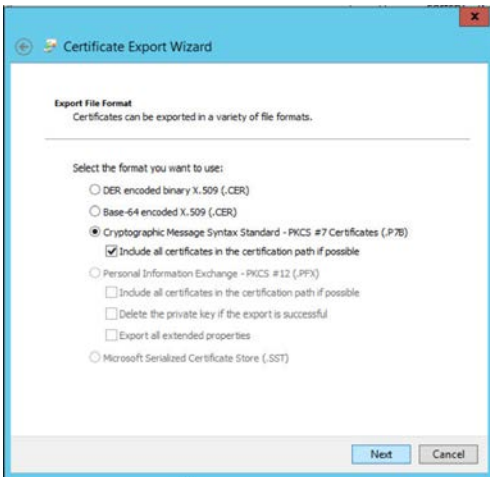 Certificate Export Wizard
Export File Format
Certificates can be exported in a variety of file formats.
Select the format you want to use:
DER encoded binary X.509 (.CER)
Base-64 encoded X.509 (.CER)
Cryptographic Message Syntax Standard - PKCS #7 Certificates (.P7B)
Include all certificates in the certification path if possible
Personal Information Exchange - PKCS #12 (.PFX)
Include all certificates in the certification path if possible
Delete the private key if the export is successful
Export all extended properties
Microsoft Serialized Certificate Store (.SST)
Next Cancel